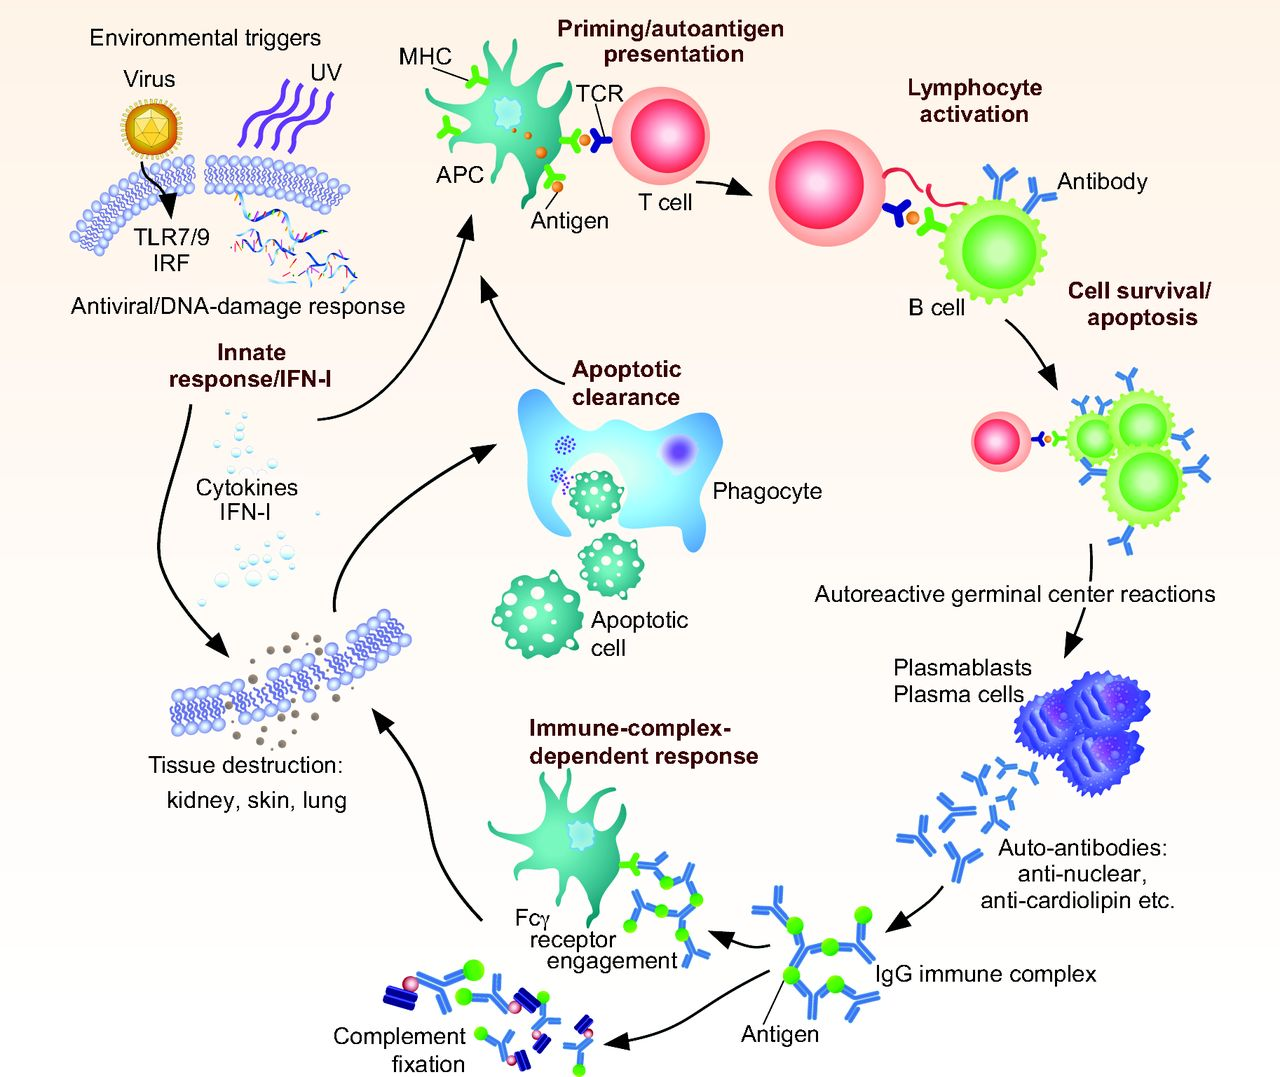 Environmental triggers
Virus
UV
TLR7/9
IRF
Antiviral/DNA-damage response
Innate
response/IFN-I
Cytokines
IFN-I
Tissue destruction:
kidney, skin, lung
Priming/autoantigen
presentation
MHC
TCR
APC
Antigen
T cell
Lymphocyte
activation
Antibody
B cell
Cell survival/
apoptosis
Apoptotic
clearance
Phagocyte
Apoptotic
cell
Autoreactive germinal center reactions
Plasmablasts
Plasma cells
Auto-antibodies:
anti-nuclear,
anti-cardiolipin etc.
IgG immune complex
Antigen
Immune-complex-
dependent response
Fcγ
receptor
engagement
Complement
fixation